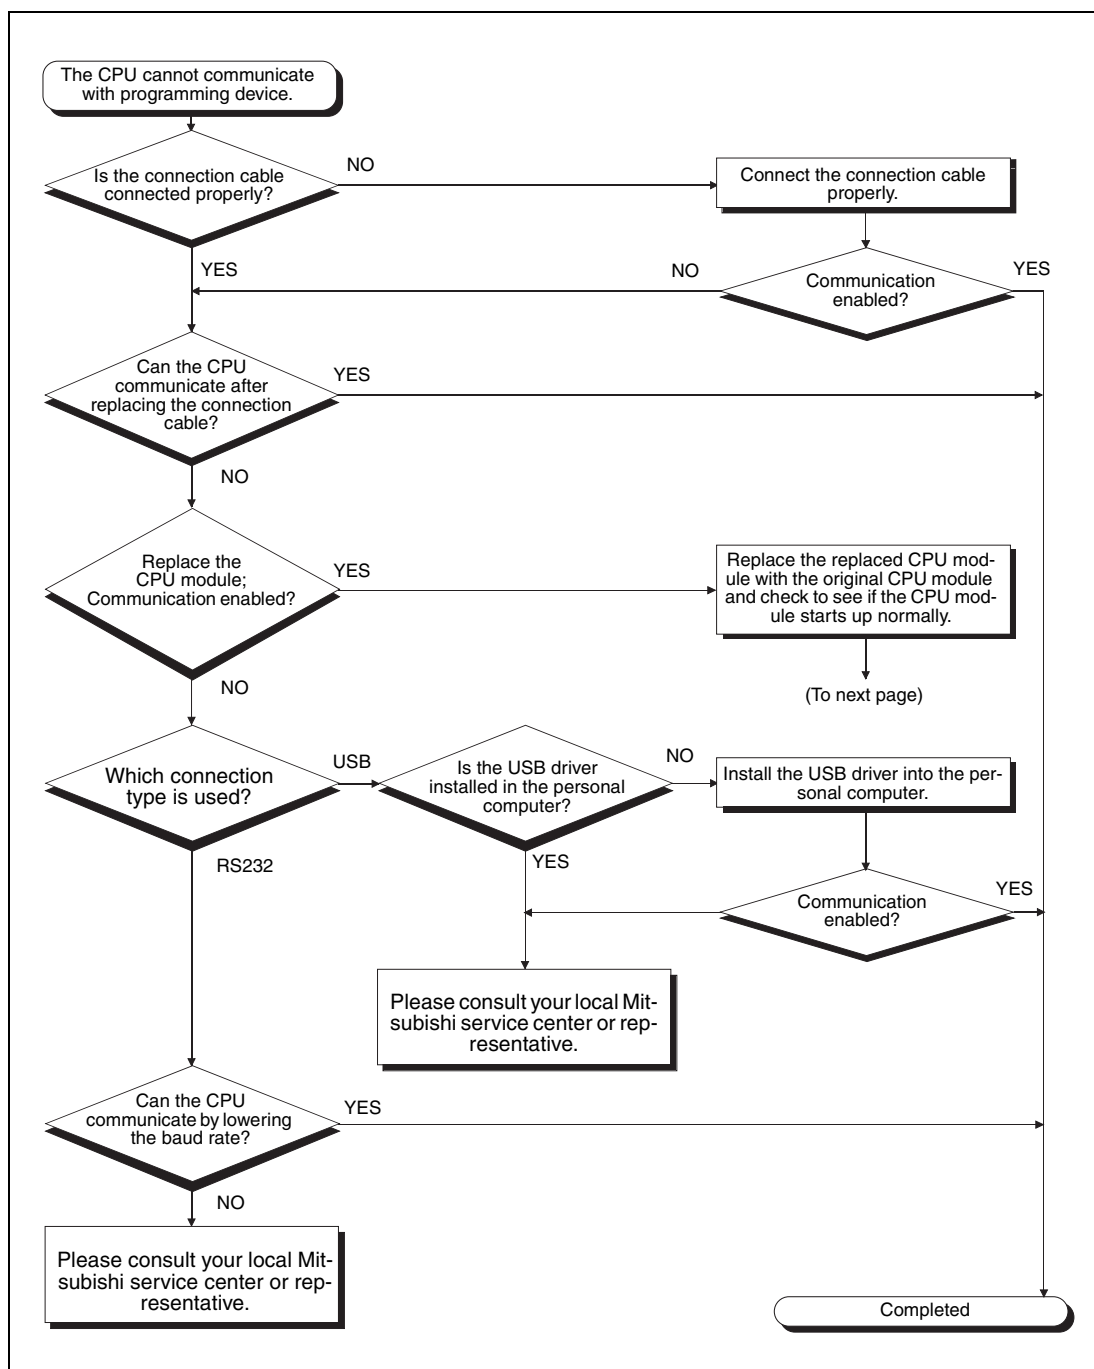 The CPU cannot communicate
with programming device.
Is the connection cable
connected properly?
NO
Connect the connection cable
properly.
YES
NO
Communication
enabled?
YES
Can the CPU
communicate after
replacing the connection
cable?
YES
NO
Replace the
CPU module;
Communication enabled?
YES
Replace the replaced CPU mod-
ule with the original CPU module
and check to see if the CPU mod-
ule starts up normally.
NO
(To next page)
Which connection
type is used?
USB
Is the USB driver
installed in the personal
computer?
NO
Install the USB driver into the per-
sonal computer.
RS232
YES
Communication
enabled?
YES
Please consult your local Mit-
subishi service center or rep-
resentative.
Can the CPU
communicate by lowering
the baud rate?
YES
NO
Please consult your local Mit-
subishi service center or rep-
resentative.
Completed